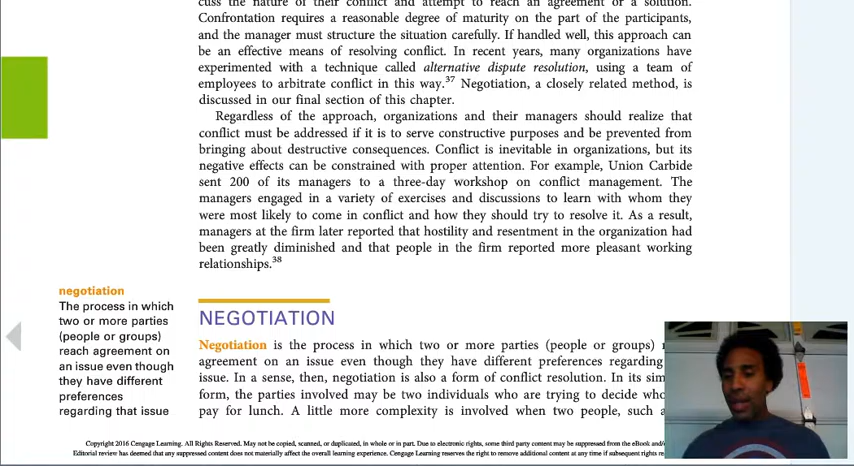 cuss the nature of their conflict and attempt to reach an agreement or a solution.
Confrontation requires a reasonable degree of maturity on the part of the participants,
and the manager must structure the situation carefully. If handled well, this approach can
be an effective means of resolving conflict. In recent years, many organizations have
experimented with a technique called alternative dispute resolution, using a team of
employees to arbitrate conflict in this way.37 Negotiation, a closely related method, is
discussed in our final section of this chapter.
Regardless of the approach, organizations and their managers should realize that
conflict must be addressed if it is to serve constructive purposes and be prevented from
bringing about destructive consequences. Conflict is inevitable in organizations, but its
negative effects can be constrained with proper attention. For example, Union Carbide
sent 200 of its managers to a three-day workshop on conflict management. The
managers engaged in a variety of exercises and discussions to learn with whom they
were most likely to come in conflict and how they should try to resolve it. As a result,
managers at the firm later reported that hostility and resentment in the organization had
been greatly diminished and that people in the firm reported more pleasant working
relationships.38
negotiation
The process in which
two or more parties
(people or groups)
reach agreement on
an issue even though
they have different
preferences
regarding that issue
NEGOTIATION
Negotiation is the process in which two or more parties (people or groups)
agreement on an issue even though they have different preferences regarding
issue. In a sense, then, negotiation is also a form of conflict resolution. In its
form, the parties involved may be two individuals who are trying to decide
pay for lunch. A little more complexity is involved when two people, such
Copyright 2016 Cengage Learning. All Rights Reserved. May not be copied, scanned, or duplicated, in whole or in part. Due to electronic rights, some third party content may be suppressed from the eBook
Editorial review has deemed that any suppressed content does not materially affect the overall learning experience. Cengage Learning reserves the right to remove additional content at any time if subsequent rights